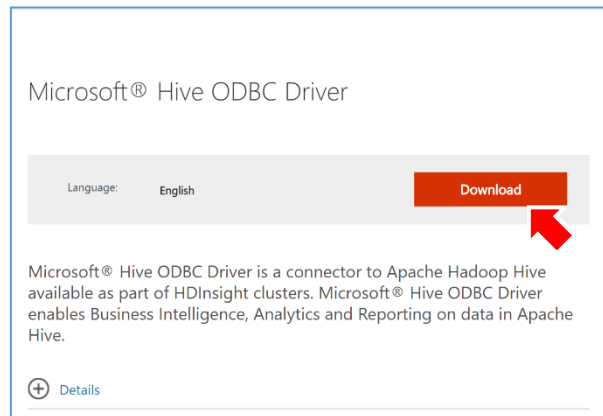 Microsoft® Hive ODBC Driver
Language: English Download
Microsoft® Hive ODBC Driver is a connector to Apache Hadoop Hive
available as part of HDInsight clusters. Microsoft® Hive ODBC Driver
enables Business Intelligence, Analytics and Reporting on data in Apache
Hive.
Details